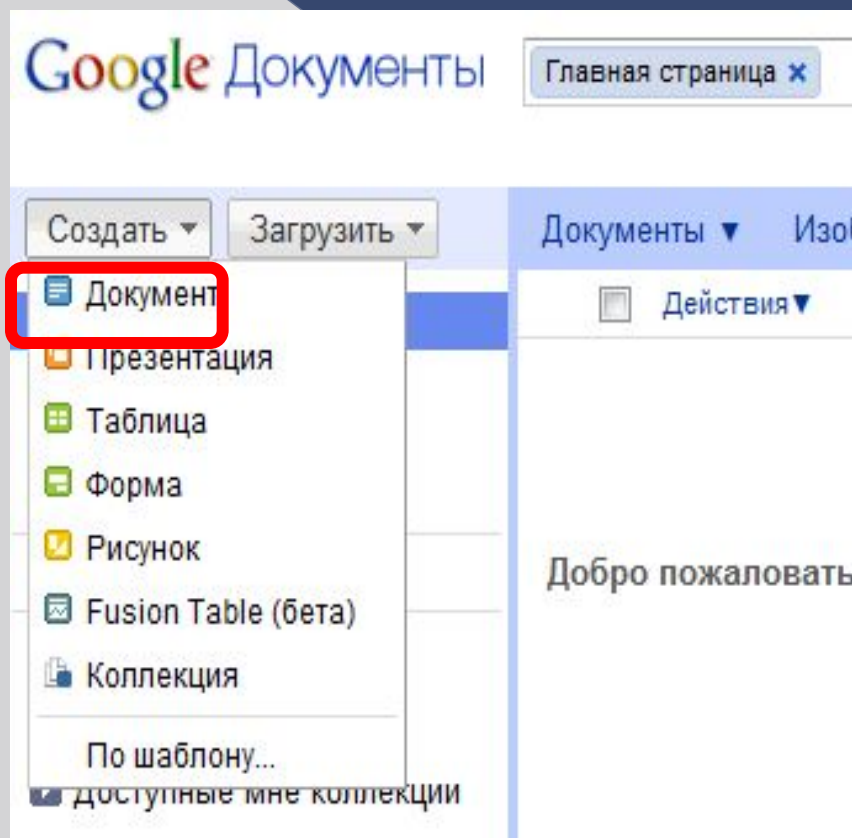 Google Документы
Главная страница ×
Создать ▼ Загрузить ▼
Документы ▼
Документ
Действия▼
Презентация
Таблица
Форма
Рисунок
Fusion Table (бета)
Добро пожаловать
Коллекция
По шаблону...
Доступные мне коллекции